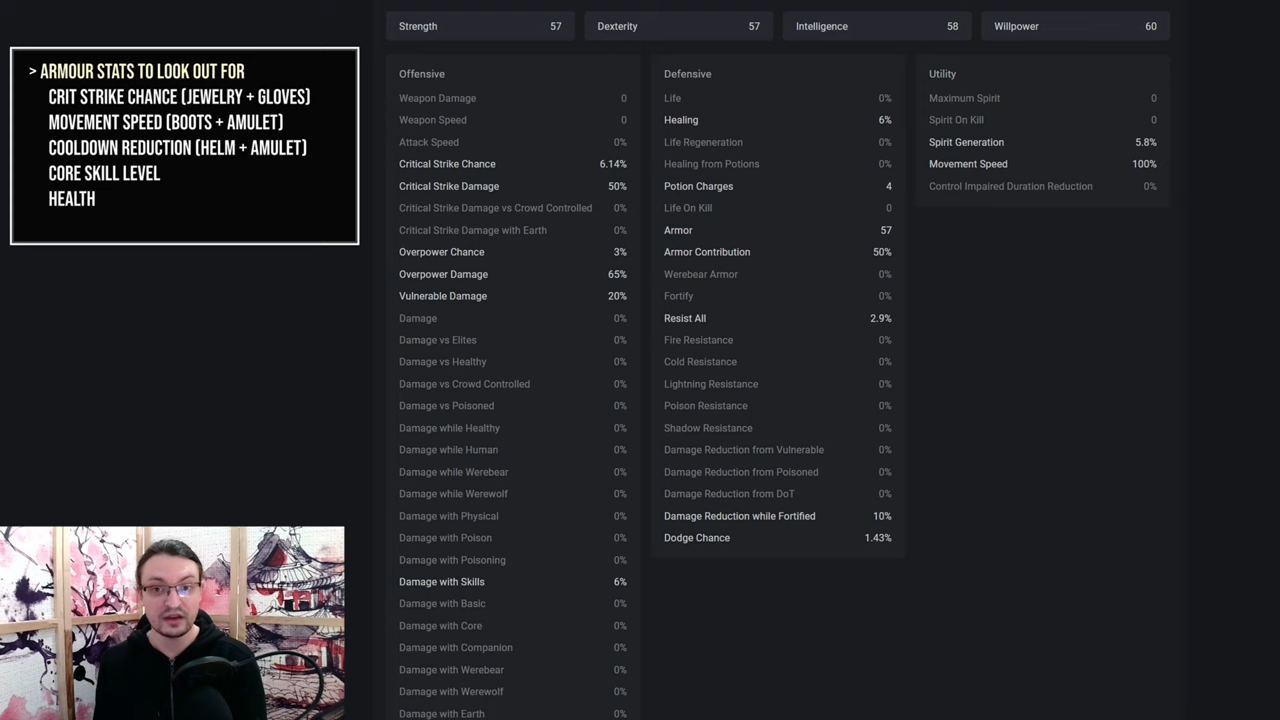 > ARMOUR STATS TO LOOK OUT FOR
CRIT STRIKE CHANCE (JEWELRY + GLOVES)
MOVEMENT SPEED (BOOTS + AMULET)
COOLDOWN REDUCTION (HELM + AMULET)
CORE SKILL LEVEL
HEALTH
Strength 57
Dexterity 57
Intelligence 58
Willpower 60
Offensive
Weapon Damage 0
Weapon Speed 0
Attack Speed 0%
Critical Strike Chance 6.14%
Critical Strike Damage 50%
Critical Strike Damage vs Crowd Controlled 0%
Critical Strike Damage with Earth 0%
Overpower Chance 3%
Overpower Damage 65%
Vulnerable Damage 20%
Damage 0%
Damage vs Elites 0%
Damage vs Healthy 0%
Damage vs Crowd Controlled 0%
Damage vs Poisoned 0%
Damage while Healthy 0%
Damage while Human 0%
Damage while Werebear 0%
Damage while Werewolf 0%
Damage with Physical 0%
Damage with Poison 0%
Damage with Poisoning 0%
Damage with Skills 6%
Damage with Basic 0%
Damage with Core 0%
Damage with Companion 0%
Damage with Werebear 0%
Damage with Werewolf 0%
Damage with Earth 0%
Defensive
Life 0%
Healing 6%
Life Regeneration 0%
Healing from Potions 0%
Potion Charges 4
Life On Kill 0
Armor 57
Armor Contribution 50%
Werebear Armor 0%
Fortify 0%
Resist All 2.9%
Fire Resistance 0%
Cold Resistance 0%
Lightning Resistance 0%
Poison Resistance 0%
Shadow Resistance 0%
Damage Reduction from Vulnerable 0%
Damage Reduction from Poisoned 0%
Damage Reduction from DoT 0%
Damage Reduction while Fortified 10%
Dodge Chance 1.43%
Utility
Maximum Spirit 0
Spirit On Kill 0
Spirit Generation 5.8%
Movement Speed 100%
Control Impaired Duration Reduction 0%